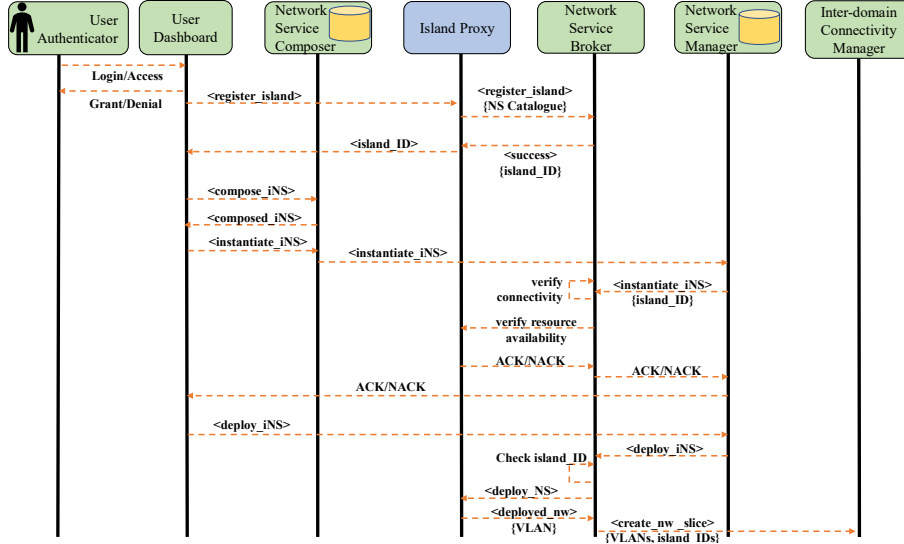 User
Authenticator
User
Dashboard
Network
Service
Composer
Island Proxy
Network
Service
Broker
Network
Service
Manager
Inter-domain
Connectivity
Manager
Login/Access
Grant/Denial
<register_island>
<register_island>
{NS Catalogue}
<island_ID>
<success>
{island_ID}
<compose_iNS>
<composed_iNS>
<instantiate_iNS>
<instantiate_iNS>
verify
connectivity
<instantiate_iNS>
{island_ID}
verify resource
availability
ACK/NACK
ACK/NACK
ACK/NACK
<deploy_iNS>
<deploy_iNS>
Check island_ID
<deploy_NS>
<deployed_nw>
{VLAN}
<create_nw_slice>
{VLANs, island_IDs}